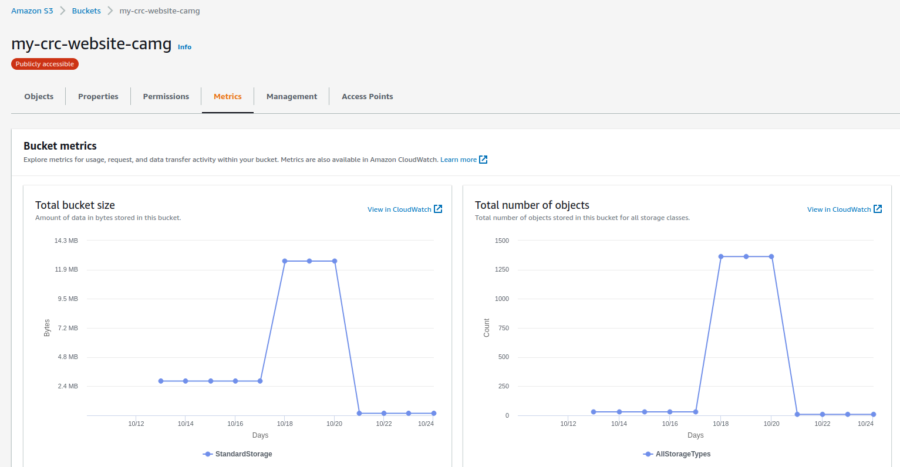 Amazon S3 > Buckets > my-crc-website-camg
my-crc-website-camg Info
Publicly accessible
Objects Properties Permissions Metrics Management Access Points
Bucket metrics
Explore metrics for usage, request, and data transfer activity within your bucket. Metrics are also available in Amazon CloudWatch. Learn more
Total bucket size
View in CloudWatch
Amount of data in bytes stored in this bucket.
14.3 MB
11.9 MB
9.5 MB
7.2 MB
4.8 MB
2.4 MB
Bytes
10/12 10/14 10/16 10/18 10/20 10/22 10/24
Days
StandardStorage
Total number of objects
View in CloudWatch
Total number of objects stored in this bucket for all storage classes.
1500
1250
1000
750
500
250
0
Count
10/12 10/14 10/16 10/18 10/20 10/22 10/24
Days
AllStorageTypes